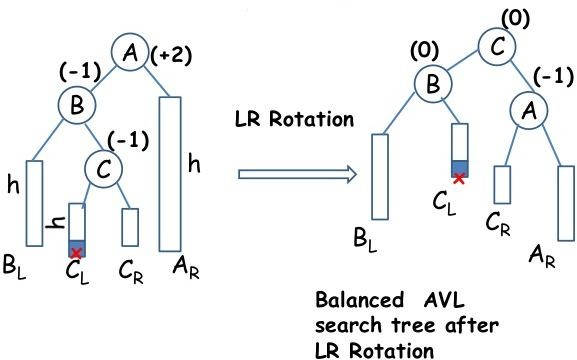 A (+2)
(-1)
B
(-1)
C
h
h
h
B_L
C_L
C_R
A_R
LR Rotation
(0)
C
(0)
B
(-1)
A
C_L
C_R
B_L
A_R
Balanced AVL
search tree after
LR Rotation